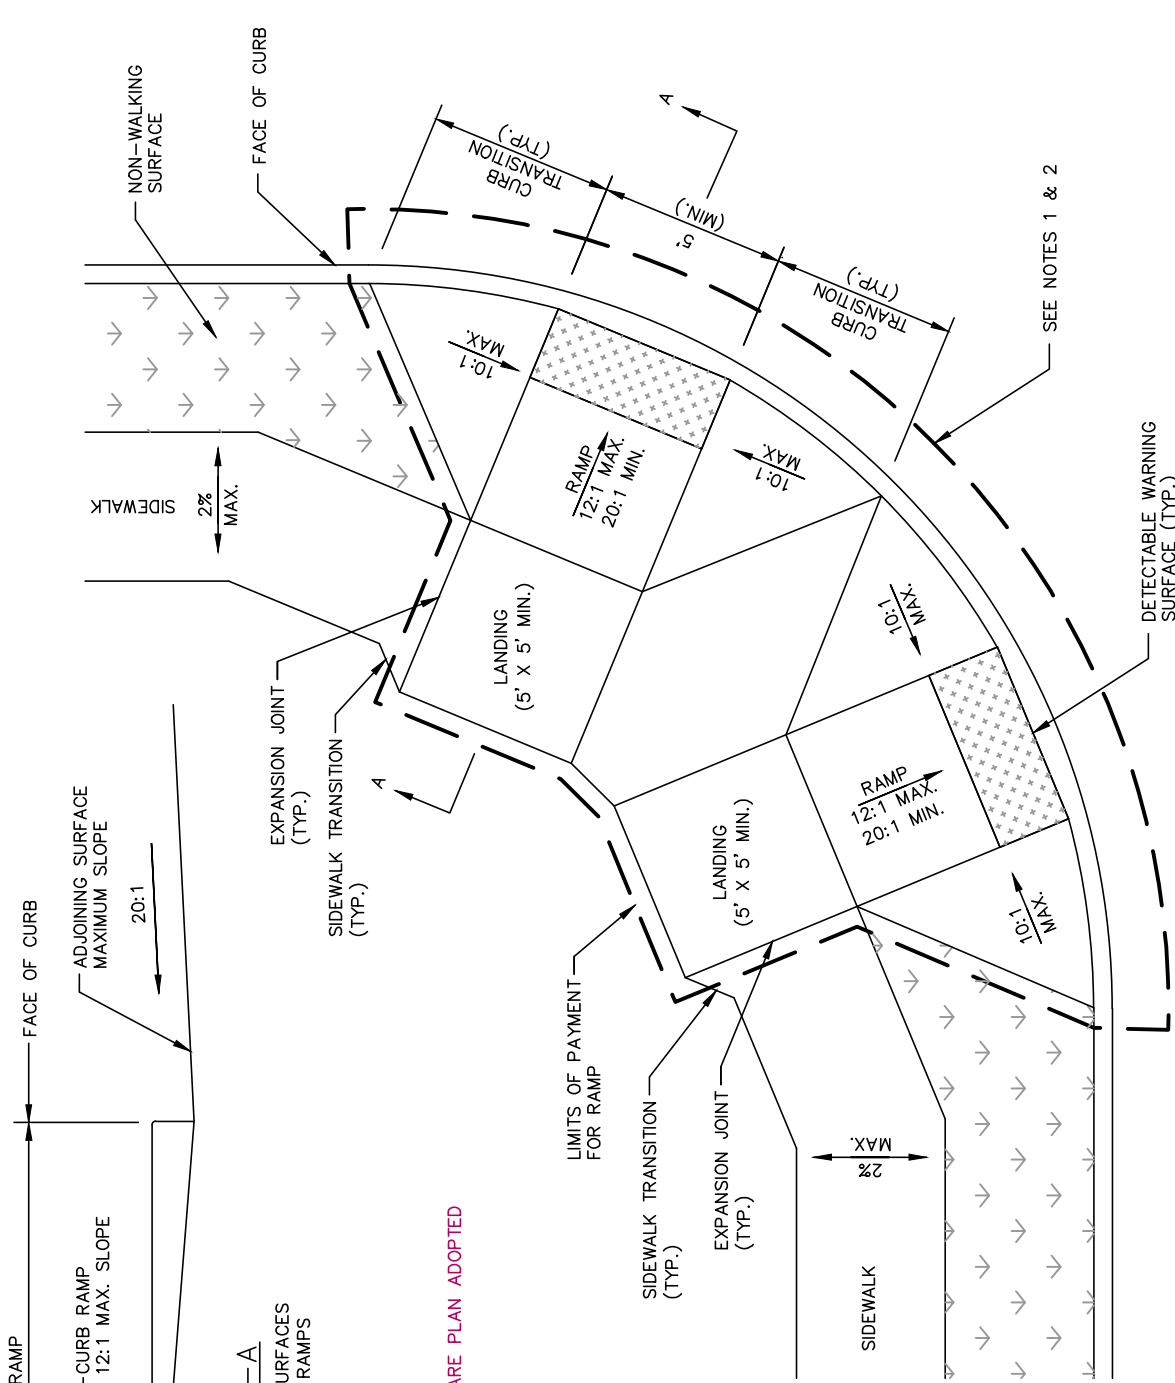 NON-WALKING
SURFACE
FACE OF CURB
A
CURB
TRANSITION
(TYP.)
5'
(MIN.)
CURB
TRANSITION
(TYP.)
SEE NOTES 1 & 2
DETECTABLE WARNING
SURFACE (TYP.)
SIDEWALK
2%
MAX.
10:1
MAX.
RAMP
12:1 MAX.
20:1 MIN.
10:1
MAX.
LANDING
(5' X 5' MIN.)
10:1
MAX.
RAMP
12:1 MAX.
20:1 MIN.
LANDING
(5' X 5' MIN.)
10:1
MAX.
EXPANSION JOINT
(TYP.)
SIDEWALK TRANSITION
(TYP.)
A
LIMITS OF PAYMENT
FOR RAMP
SIDEWALK TRANSITION
(TYP.)
EXPANSION JOINT
(TYP.)
2%
MAX.
SIDEWALK
FACE OF CURB
ADJOINING SURFACE
MAXIMUM SLOPE
20:1
RAMP
CURB RAMP
12:1 MAX. SLOPE
-A
URFACES
RAMPS
ARE PLAN ADOPTED